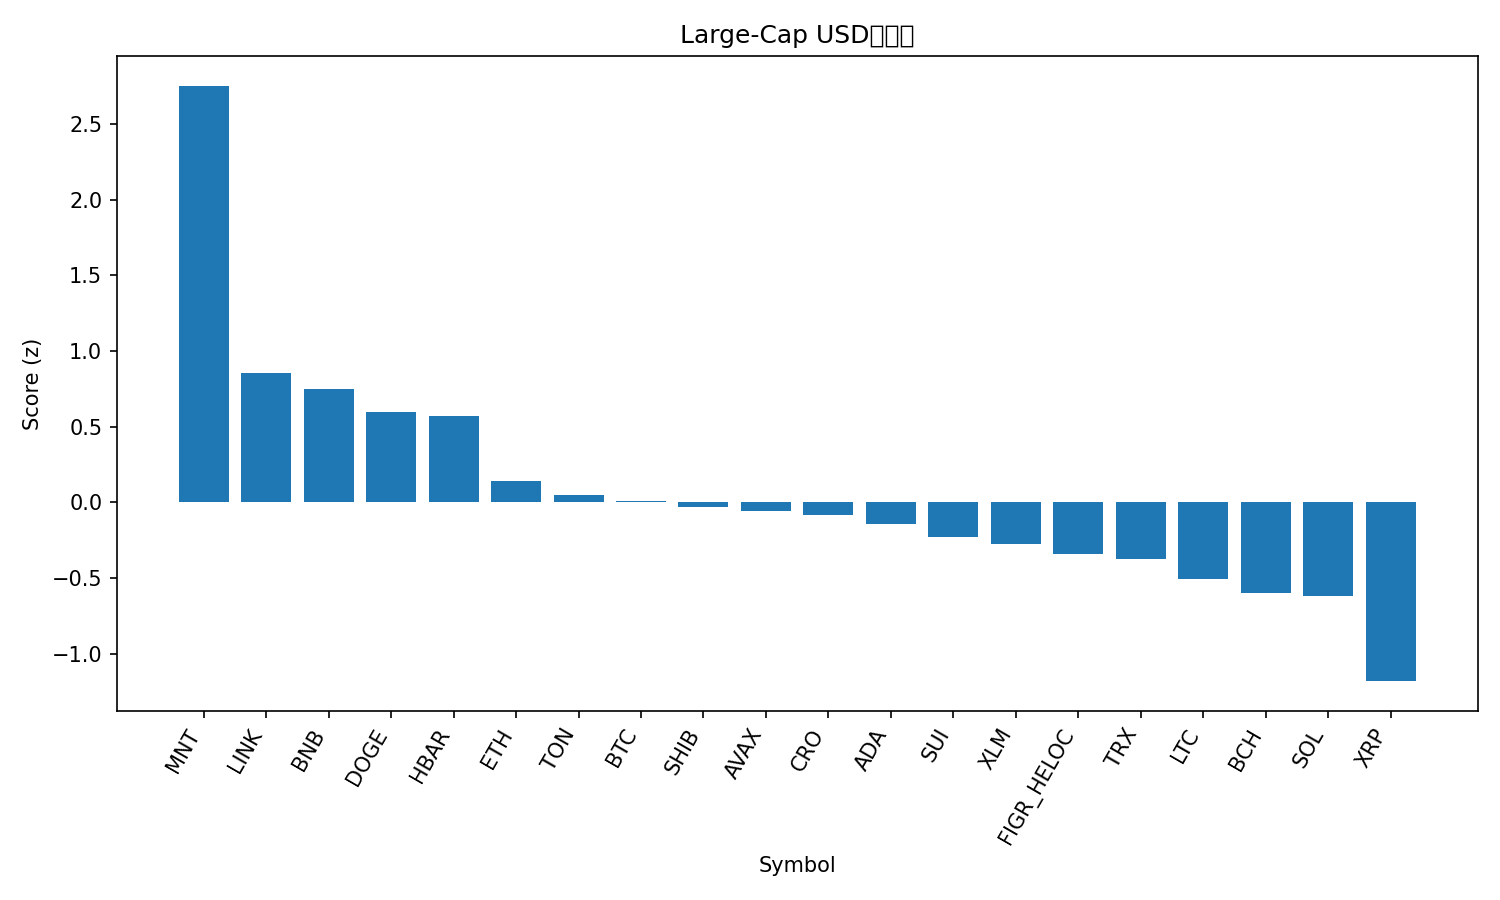 Large-Cap USD
Score (z)
2.5
2.0
1.5
1.0
0.5
0.0
−0.5
−1.0
MNT
LINK
BNB
DOGE
HBAR
ETH
TON
BTC
SHIB
AVAX
CRO
ADA
SUI
XLM
FIGR_HELOC
TRX
LTC
BCH
SOL
XRP
Symbol